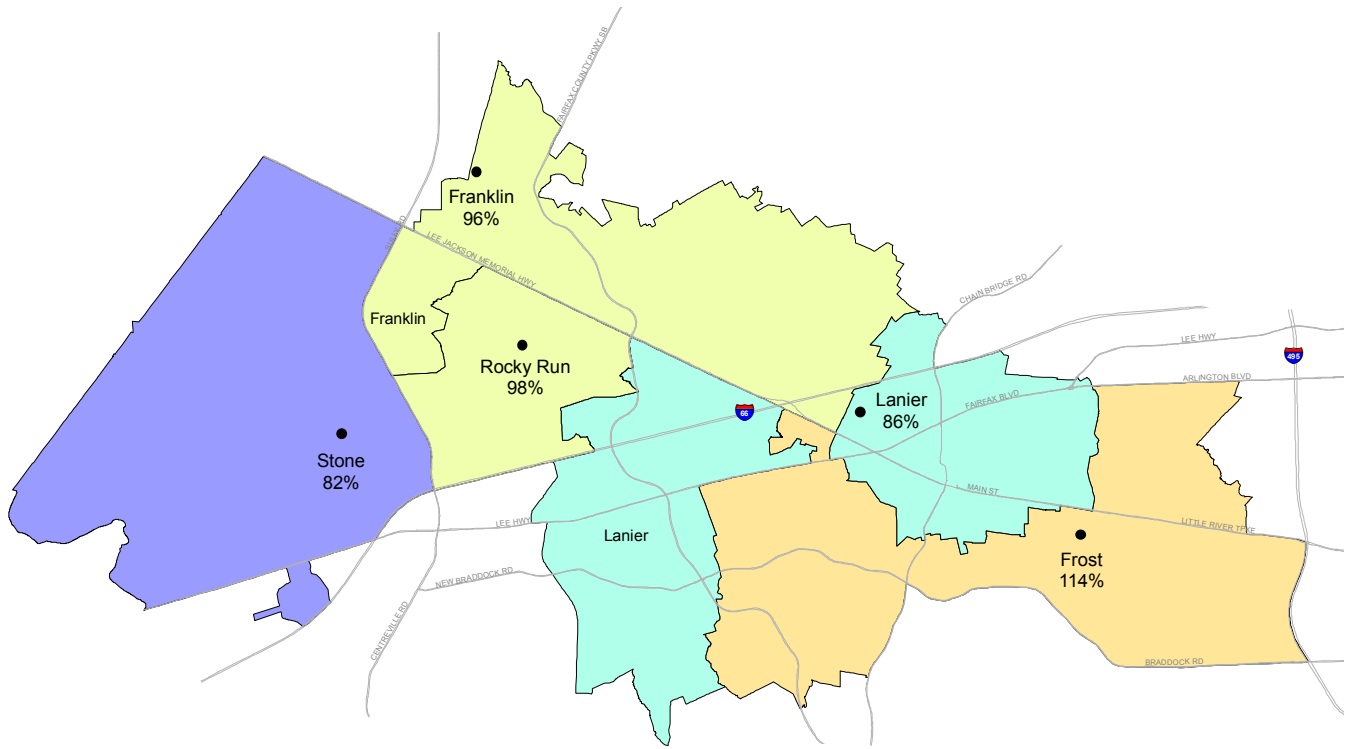 FAIRFAX COUNTY PKWY SB
Franklin
96%
SULLY RD
LEE JACKSON MEMORIAL HWY
CHAIN BRIDGE RD
Franklin
LEE HWY
495
Rocky Run
98%
ARLINGTON BLVD
Lanier
86%
FAIRFAX BLVD
66
Stone
82%
MAIN ST
LEE HWY
LITTLE RIVER TPKE
Lanier
Frost
114%
NEW BRADDOCK RD
CENTREVILLE RD
BRADDOCK RD